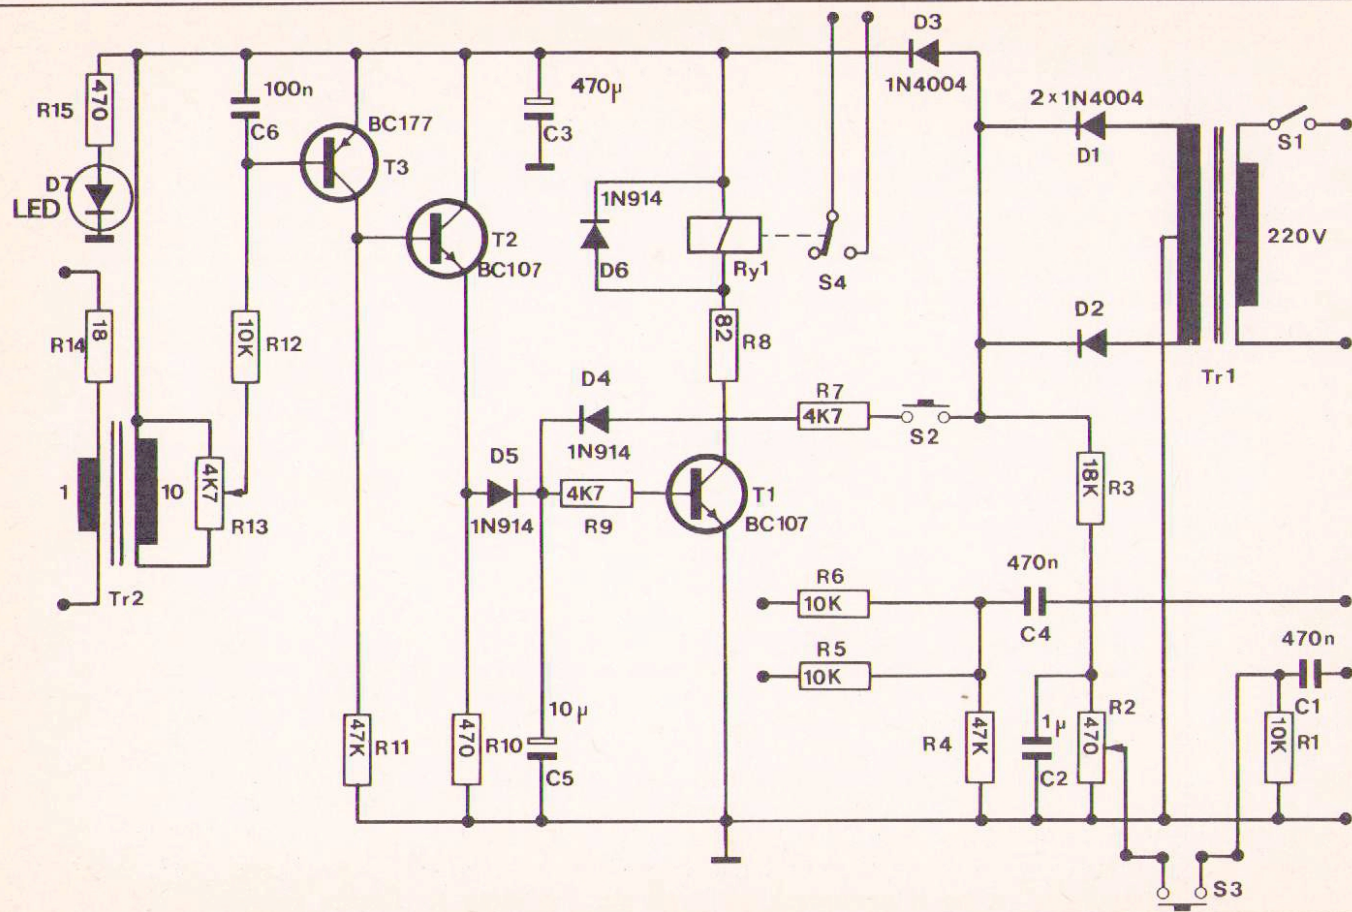 D3
1N4004
2x1N4004
D1
S1
470
R15
100n
C6
BC177
T3
470µ
C3
D7
LED
1N914
D6
T2
BC107
Ry1
S4
220V
D2
Tr1
18
R14
10K
R12
82
R8
D4
1N914
R7
4K7
S2
18K
R3
1
10
4K7
R13
Tr2
D5
1N914
4K7
R9
T1
BC107
R6
10K
470n
C4
R5
10K
470n
C1
47K
R11
470
R10
10µ
C5
R4
47K
1µ
C2
470
R2
10K
R1
S3